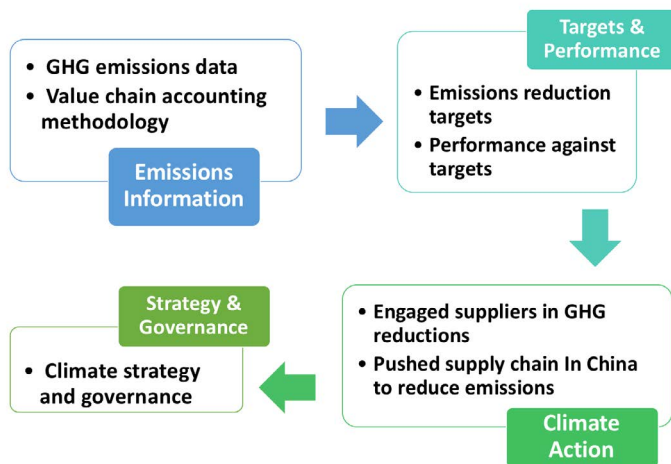 • GHG emissions data
• Value chain accounting
methodology
Emissions
Information
Targets &
Performance
• Emissions reduction
targets
• Performance against
targets
• Engaged suppliers in GHG
reductions
• Pushed supply chain In China
to reduce emissions
Climate
Action
Strategy &
Governance
• Climate strategy
and governance